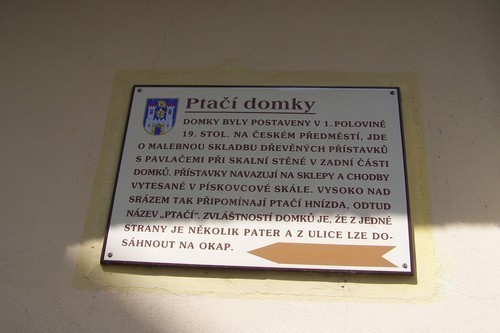 Ptačí domky
DOMKY BYLY POSTAVENY V 1. POLOVINĚ
19. STOL. NA ČESKÉM PŘEDMĚSTÍ, JDE
O MALEBNOU SKLADBU DŘEVĚNÝCH PŘÍSTAVKŮ
S PAVLAČEMI PŘI SKALNÍ STĚNĚ V ZADNÍ ČÁSTI
DOMKŮ. PŘÍSTAVKY NAVAZUJÍ NA SKLEPY A CHODBY
VYTESANÉ V PÍSKOVCOVÉ SKÁLE. VYSOKO NAD
SRÁZEM TAK PŘIPOMÍNAJÍ PTAČÍ HNÍZDA, ODTUD
NÁZEV „PTAČÍ". ZVLÁŠTNOSTÍ DOMKŮ JE, ŽE Z JEDNÉ
STRANY JE NĚKOLIK PATER A Z ULICE LZE DO-
SÁHNOUT NA OKAP.